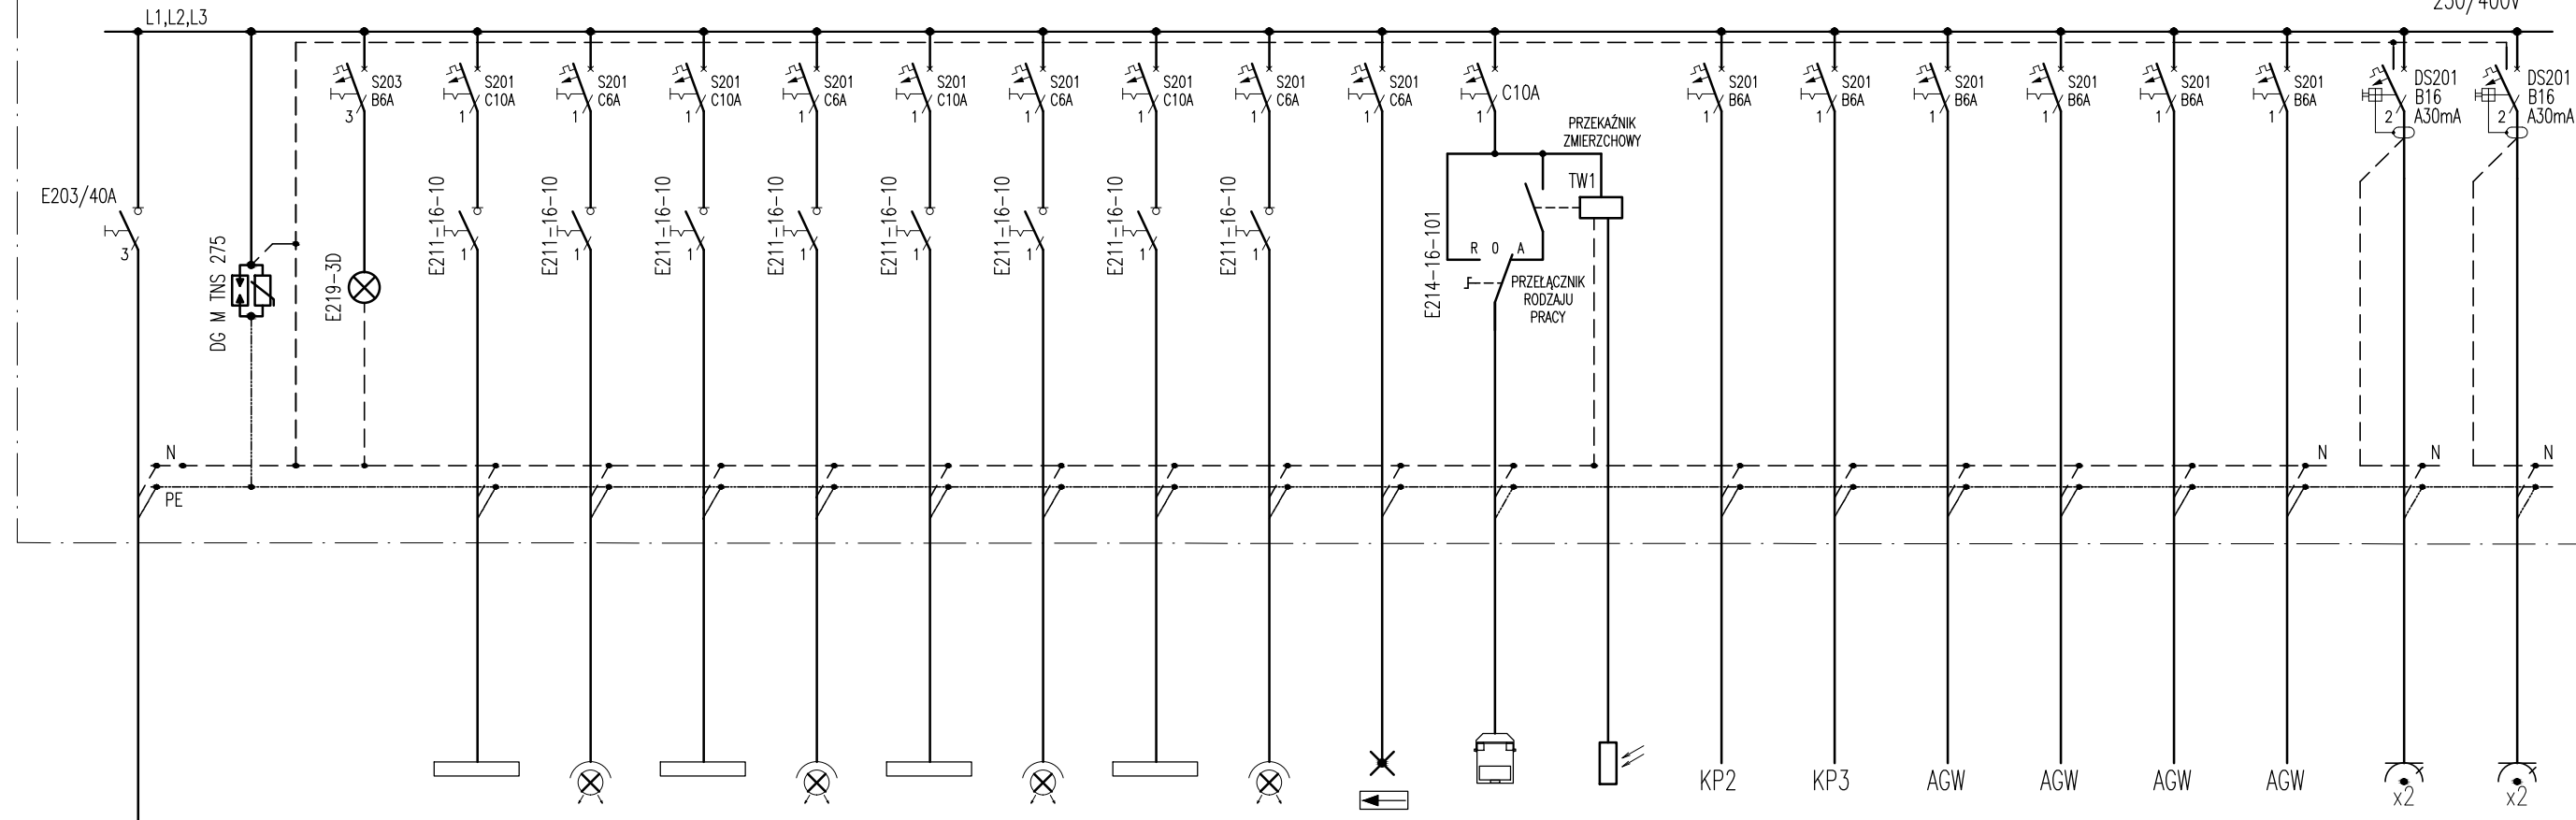 230/400V
L1,L2,L3
S203
B6A
3
S201
C10A
1
S201
C6A
1
S201
C10A
1
S201
C6A
1
S201
C10A
1
S201
C6A
1
S201
C10A
1
S201
C6A
1
S201
C6A
1
C10A
1
S201
B6A
1
S201
B6A
1
S201
B6A
1
S201
B6A
1
S201
B6A
1
S201
B6A
1
DS201
B16
A30mA
2
DS201
B16
A30mA
2
PRZEKAŹNIK
ZMIERZCHOWY
TW1
E203/40A
3
DG M TNS 275
E219-3D
E211-16-10
1
E211-16-10
1
E211-16-10
1
E211-16-10
1
E211-16-10
1
E211-16-10
1
E211-16-10
1
E211-16-10
1
E214-16-101
R O A
PRZEŁĄCZNIK
RODZAJU
PRACY
N
N
N
N
PE
KP2
KP3
AGW
AGW
AGW
AGW
x2
x2